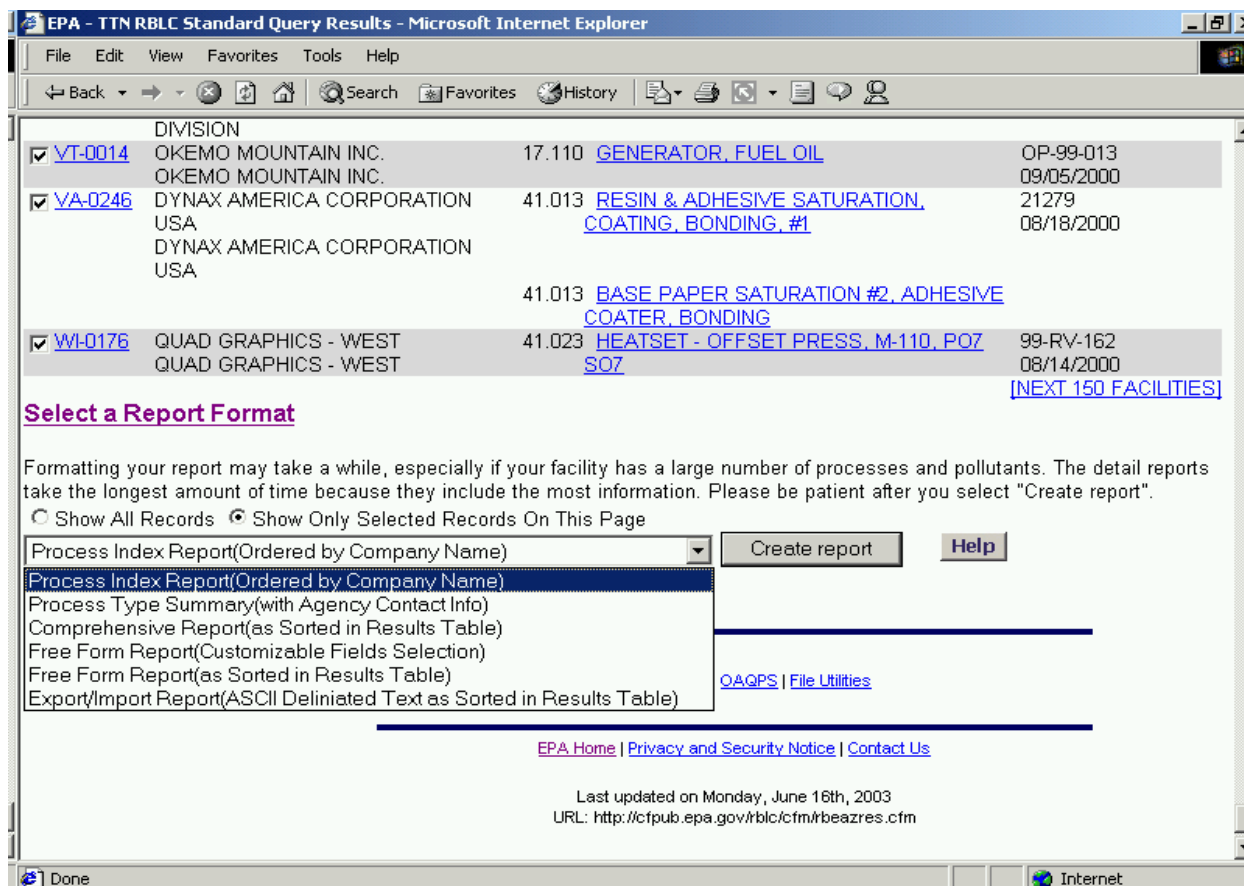 EPA - TTN RBLC Standard Query Results - Microsoft Internet Explorer
File Edit View Favorites Tools Help
Back Search Favorites History
DIVISION
VT-0014 OKEMO MOUNTAIN INC. 17.110 GENERATOR, FUEL OIL OP-99-013
OKEMO MOUNTAIN INC. 09/05/2000
VA-0246 DYNAX AMERICA CORPORATION 41.013 RESIN & ADHESIVE SATURATION, 21279
USA COATING, BONDING, #1 08/18/2000
DYNAX AMERICA CORPORATION
USA
41.013 BASE PAPER SATURATION #2, ADHESIVE
COATER, BONDING
WI-0176 QUAD GRAPHICS - WEST 41.023 HEATSET - OFFSET PRESS, M-110, PO7 99-RV-162
QUAD GRAPHICS - WEST SO7 08/14/2000
[NEXT 150 FACILITIES]
Select a Report Format
Formatting your report may take a while, especially if your facility has a large number of processes and pollutants. The detail reports
take the longest amount of time because they include the most information. Please be patient after you select "Create report".
Show All Records Show Only Selected Records On This Page
Process Index Report(Ordered by Company Name) Create report Help
Process Index Report(Ordered by Company Name)
Process Type Summary(with Agency Contact Info)
Comprehensive Report(as Sorted in Results Table)
Free Form Report(Customizable Fields Selection)
Free Form Report(as Sorted in Results Table) OAQPS | File Utilities
Export/Import Report(ASCII Deliniated Text as Sorted in Results Table)
EPA Home | Privacy and Security Notice | Contact Us
Last updated on Monday, June 16th, 2003
URL: http://cfpub.epa.gov/rblc/cfm/rbeazres.cfm
Done Internet